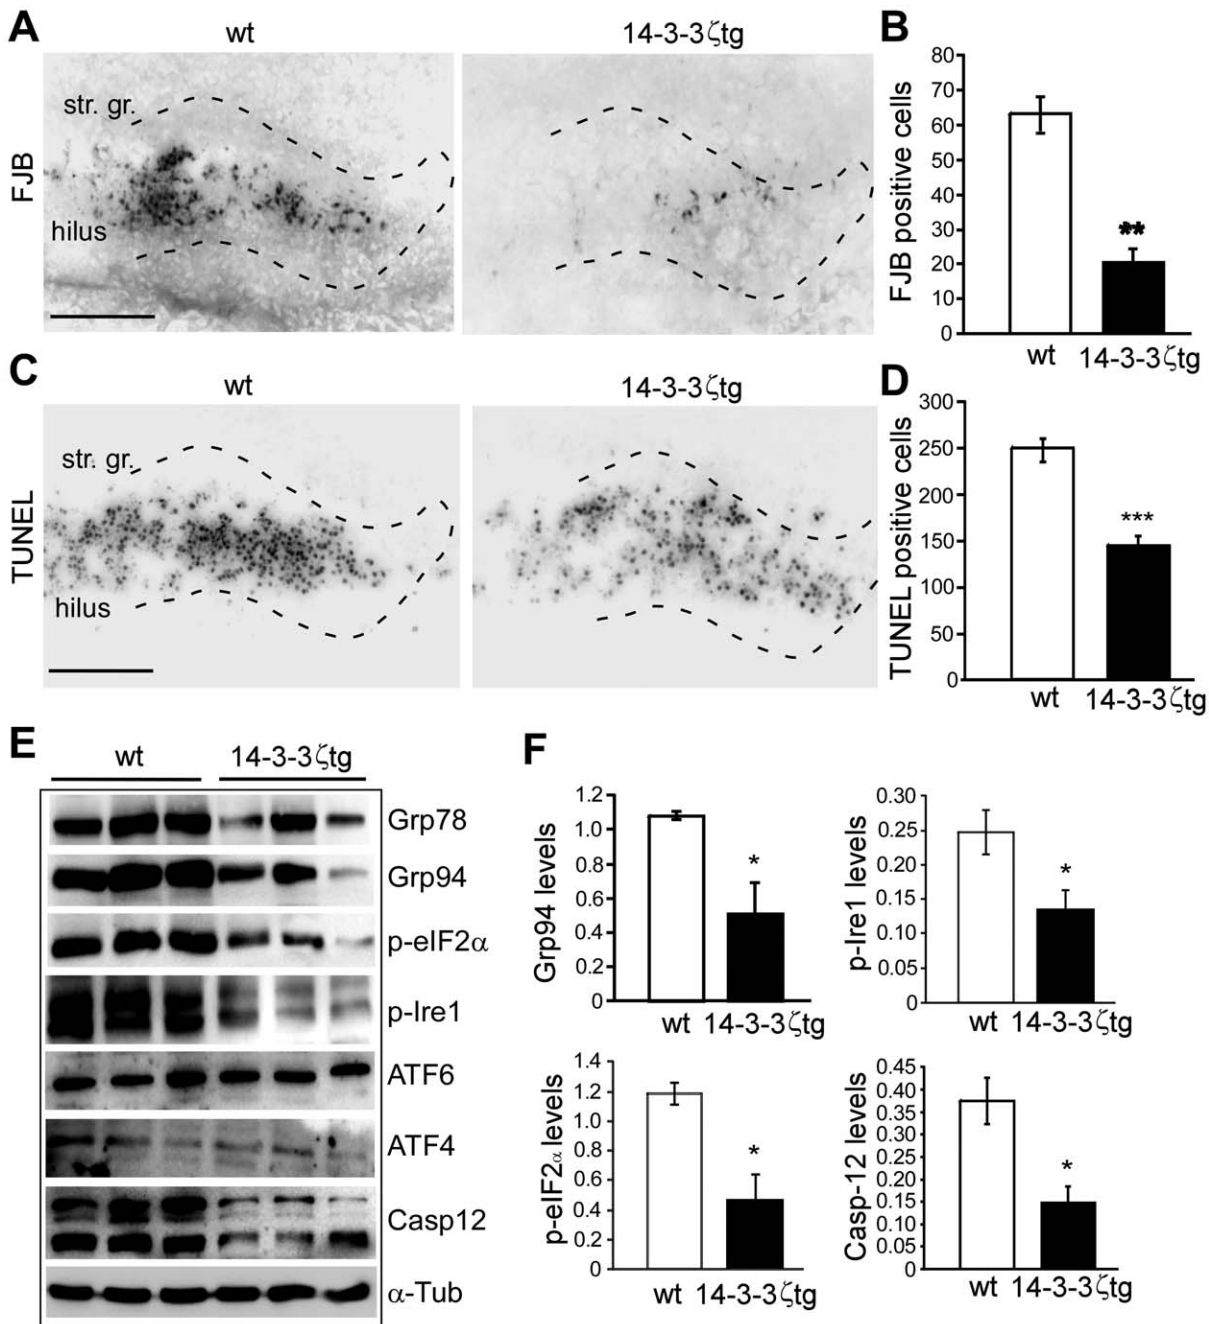 A
wt
14-3-3ζtg
str. gr.
FJB
hilus
B
80
70
60
50
40
30
20
10
0
FJB positive cells
**
wt 14-3-3ζtg
C
wt
14-3-3ζtg
str. gr.
TUNEL
hilus
D
300
250
200
150
100
50
0
TUNEL positive cells
***
wt 14-3-3ζtg
E
wt 14-3-3ζtg
Grp78
Grp94
p-eIF2α
p-Ire1
ATF6
ATF4
Casp12
α-Tub
F
1.2
1.0
0.8
0.6
0.4
0.2
0
Grp94 levels
*
wt 14-3-3ζtg
0.30
0.25
0.20
0.15
0.10
0.05
0
p-Ire1 levels
*
wt 14-3-3ζtg
1.4
1.2
1.0
0.8
0.6
0.4
0.2
0
p-eIF2α levels
*
wt 14-3-3ζtg
0.45
0.40
0.35
0.30
0.25
0.20
0.15
0.10
0.05
0.0
Casp-12 levels
*
wt 14-3-3ζtg